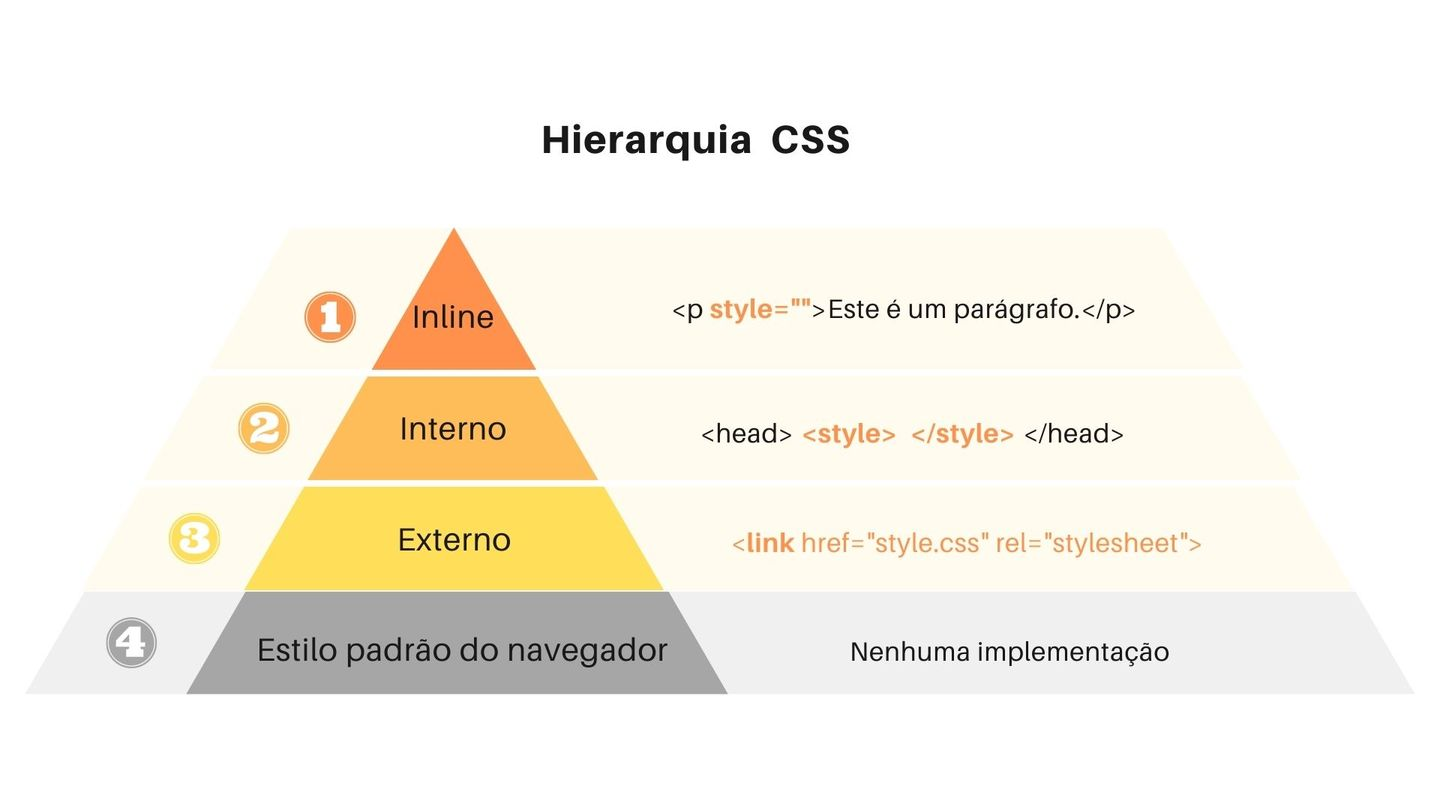 Hierarquia CSS
1 Inline <p style="">Este é um parágrafo.</p>
2 Interno <head> <style> </style> </head>
3 Externo <link href="style.css" rel="stylesheet">
4 Estilo padrão do navegador Nenhuma implementação